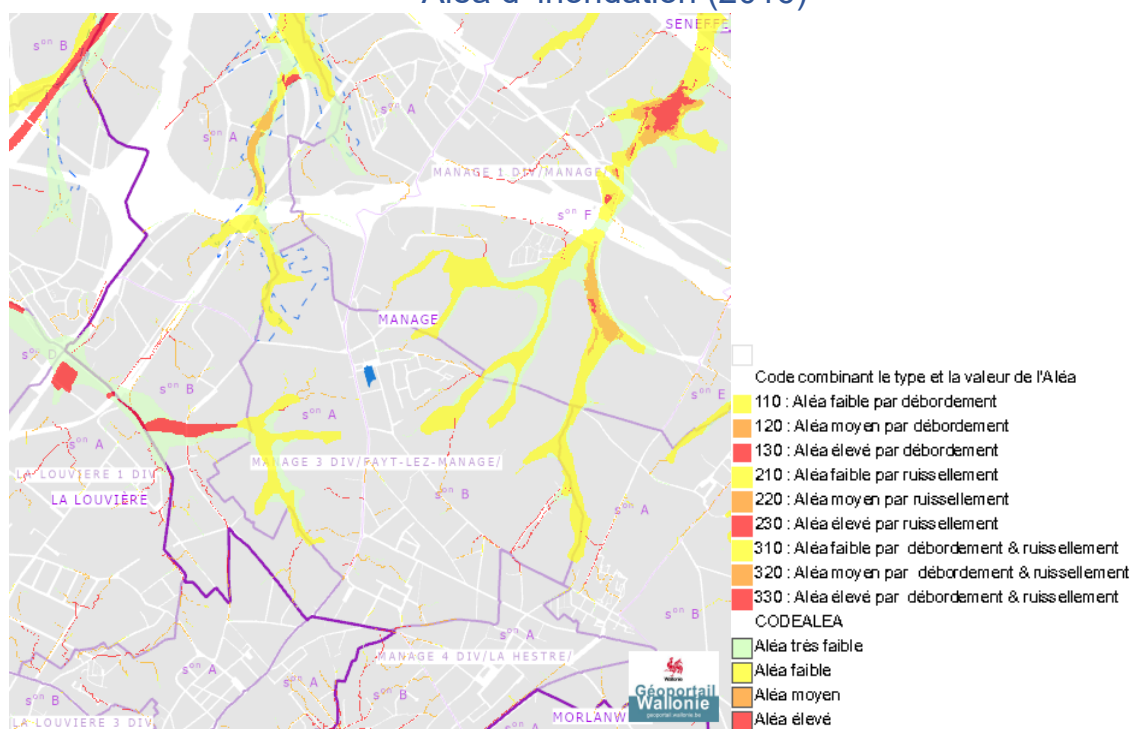 SENEFFE
sᵒⁿ B
sᵒⁿ A
sᵒⁿ A
MANAGE 1 DIV/MANAGE/
sᵒⁿ F
MANAGE
sᵒⁿ D
sᵒⁿ B
sᵒⁿ A
sᵒⁿ E
sᵒⁿ A
MANAGE 3 DIV/FAYT-LEZ-MANAGE/
LA LOUVIERE 1 DIV
LA LOUVIÈRE
sᵒⁿ B
sᵒⁿ A
sᵒⁿ B
sᵒⁿ A
MANAGE 4 DIV/LA HESTRE/
sᵒⁿ A
sᵒⁿ A
sᵒⁿ B
LA LOUVIERE 3 DIV
MORLANW
Wallonie
Géoportail
Wallonie
geoportail.wallonie.be
Code combinant le type et la valeur de l'Aléa
110 : Aléa faible par débordement
120 : Aléa moyen par débordement
130 : Aléa élevé par débordement
210 : Aléa faible par ruissellement
220 : Aléa moyen par ruissellement
230 : Aléa élevé par ruissellement
310 : Aléa faible par débordement & ruissellement
320 : Aléa moyen par débordement & ruissellement
330 : Aléa élevé par débordement & ruissellement
CODEALEA
Aléa très faible
Aléa faible
Aléa moyen
Aléa élevé